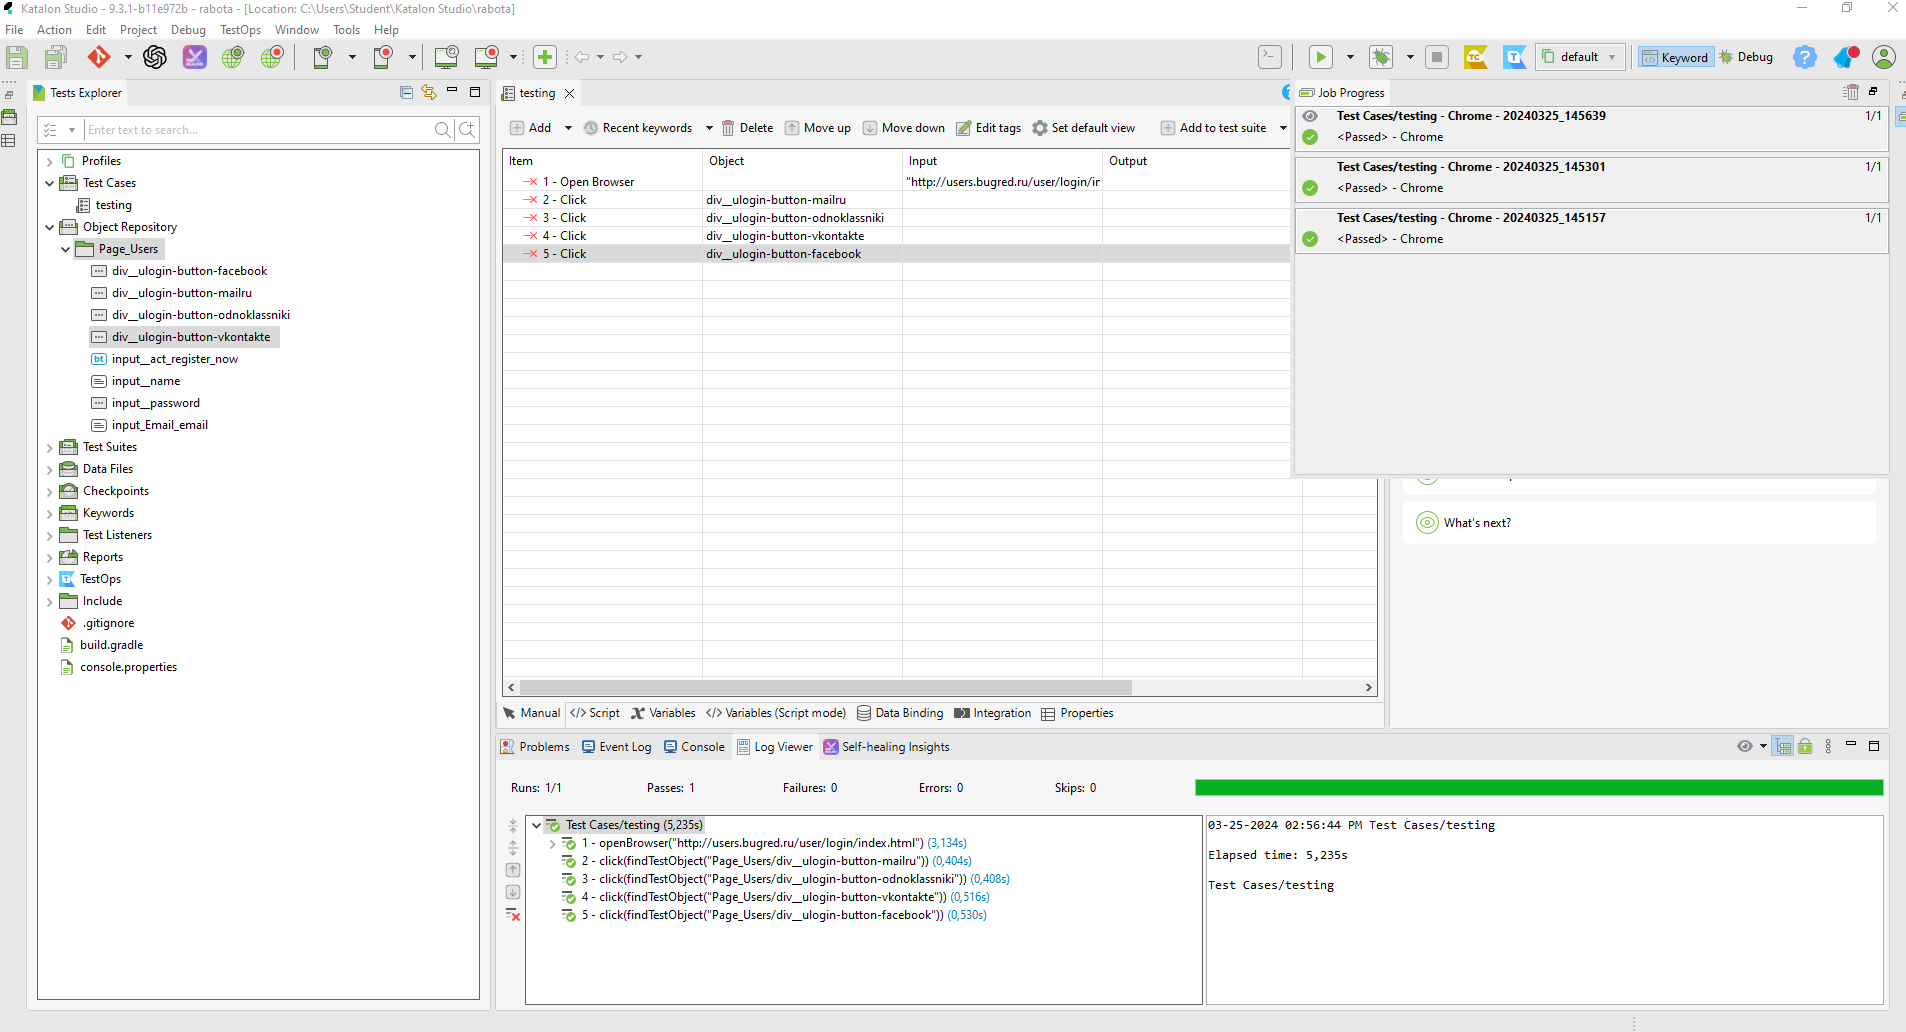 Katalon Studio - 9.3.1-b11e972b - rabota - [Location: C:\Users\Student\Katalon Studio\rabota]
File Action Edit Project Debug TestOps Window Tools Help
default Keyword Debug
Tests Explorer
Enter text to search...
Profiles
Test Cases
testing
Object Repository
Page_Users
div__ulogin-button-facebook
div__ulogin-button-mailru
div__ulogin-button-odnoklassniki
div__ulogin-button-vkontakte
input__act_register_now
input__name
input__password
input_Email_email
Test Suites
Data Files
Checkpoints
Keywords
Test Listeners
Reports
TestOps
Include
.gitignore
build.gradle
console.properties
testing
Add Recent keywords Delete Move up Move down Edit tags Set default view Add to test suite
Item Object Input Output
1 - Open Browser "http://users.bugred.ru/user/login/ir
2 - Click div__ulogin-button-mailru
3 - Click div__ulogin-button-odnoklassniki
4 - Click div__ulogin-button-vkontakte
5 - Click div__ulogin-button-facebook
Manual </> Script Variables </> Variables (Script mode) Data Binding Integration Properties
Job Progress
Test Cases/testing - Chrome - 20240325_145639 1/1
<Passed> - Chrome
Test Cases/testing - Chrome - 20240325_145301 1/1
<Passed> - Chrome
Test Cases/testing - Chrome - 20240325_145157 1/1
<Passed> - Chrome
What's next?
Problems Event Log Console Log Viewer Self-healing Insights
Runs: 1/1 Passes: 1 Failures: 0 Errors: 0 Skips: 0
Test Cases/testing (5,235s)
1 - openBrowser("http://users.bugred.ru/user/login/index.html") (3,134s)
2 - click(findTestObject("Page_Users/div__ulogin-button-mailru")) (0,404s)
3 - click(findTestObject("Page_Users/div__ulogin-button-odnoklassniki")) (0,408s)
4 - click(findTestObject("Page_Users/div__ulogin-button-vkontakte")) (0,516s)
5 - click(findTestObject("Page_Users/div__ulogin-button-facebook")) (0,530s)
03-25-2024 02:56:44 PM Test Cases/testing
Elapsed time: 5,235s
Test Cases/testing